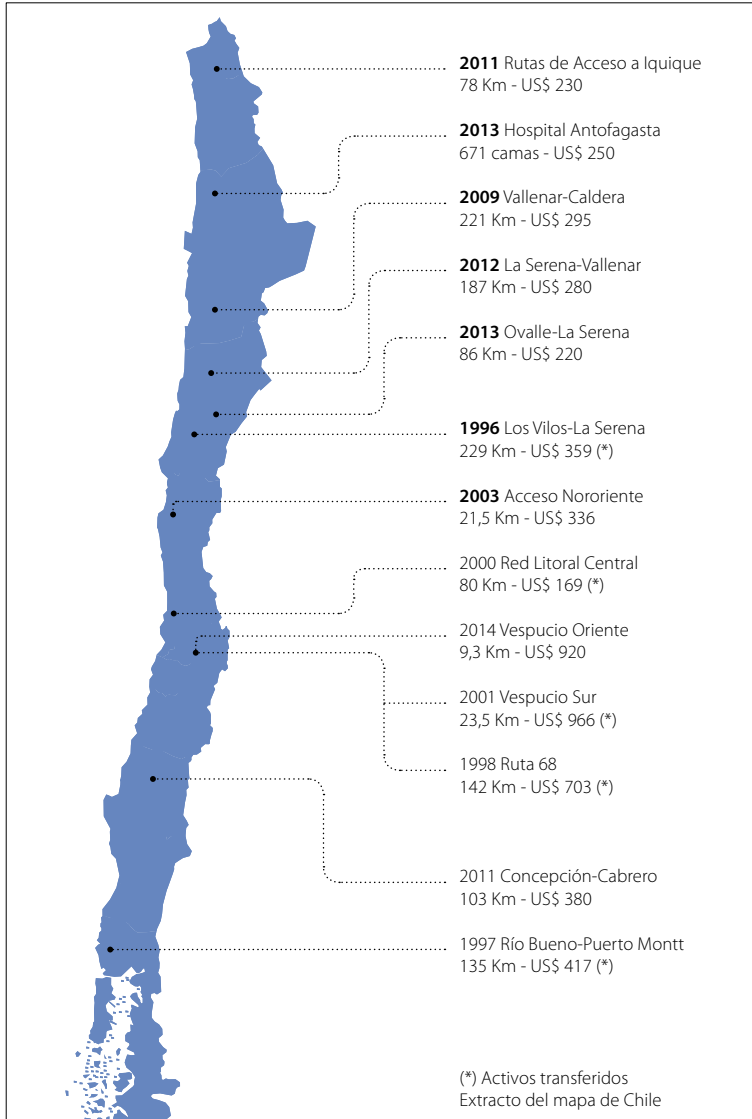 2011 Rutas de Acceso a Iquique
78 Km - US$ 230
2013 Hospital Antofagasta
671 camas - US$ 250
2009 Vallenar-Caldera
221 Km - US$ 295
2012 La Serena-Vallenar
187 Km - US$ 280
2013 Ovalle-La Serena
86 Km - US$ 220
1996 Los Vilos-La Serena
229 Km - US$ 359 (*)
2003 Acceso Nororiente
21,5 Km - US$ 336
2000 Red Litoral Central
80 Km - US$ 169 (*)
2014 Vespucio Oriente
9,3 Km - US$ 920
2001 Vespucio Sur
23,5 Km - US$ 966 (*)
1998 Ruta 68
142 Km - US$ 703 (*)
2011 Concepción-Cabrero
103 Km - US$ 380
1997 Río Bueno-Puerto Montt
135 Km - US$ 417 (*)
(*) Activos transferidos
Extracto del mapa de Chile